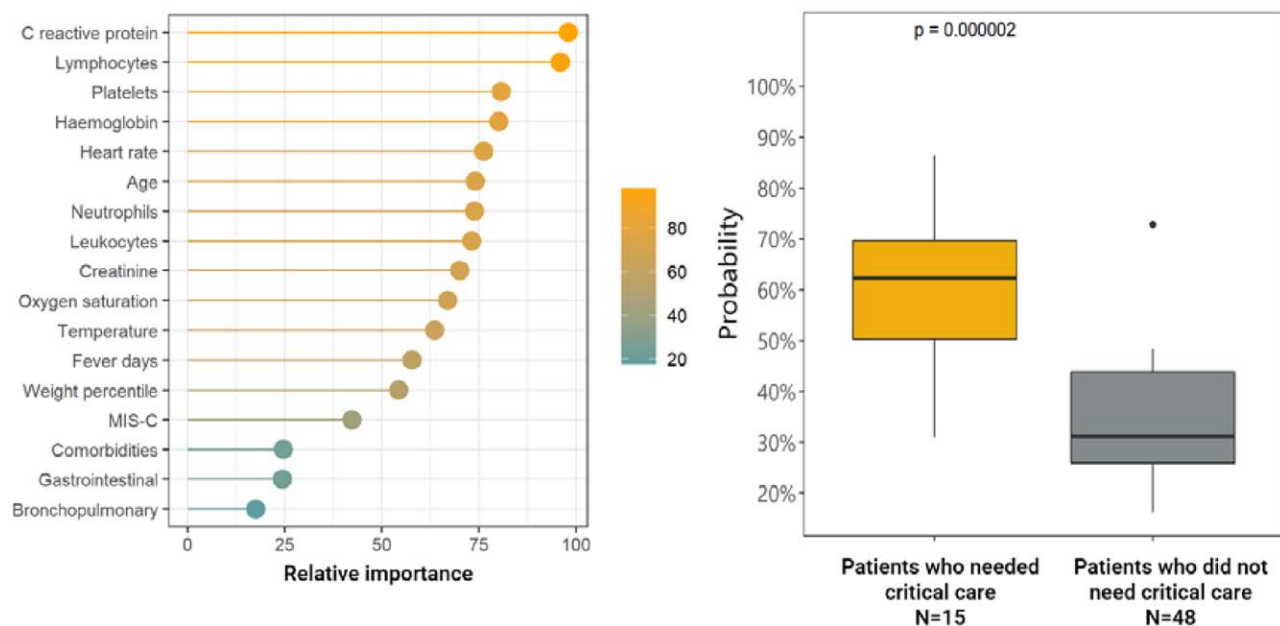 C reactive protein
Lymphocytes
Platelets
Haemoglobin
Heart rate
Age
Neutrophils
Leukocytes
Creatinine
Oxygen saturation
Temperature
Fever days
Weight percentile
MIS-C
Comorbidities
Gastrointestinal
Bronchopulmonary
0 25 50 75 100
Relative importance
80
60
40
20
p = 0.000002
Probability
100%
90%
80%
70%
60%
50%
40%
30%
20%
Patients who needed
critical care
N=15
Patients who did not
need critical care
N=48